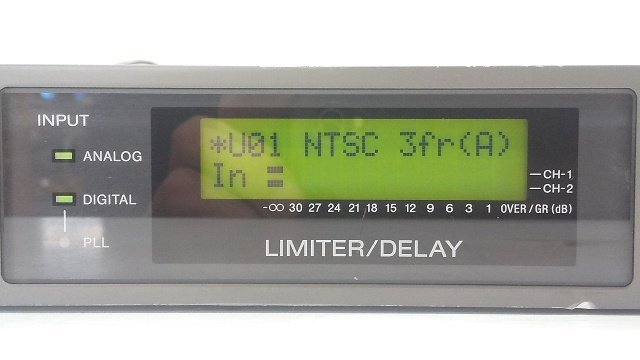 INPUT
ANALOG
DIGITAL
PLL
*U01 NTSC 3fr(A)
In
CH-1
CH-2
-∞ 30 27 24 21 18 15 12 9 6 3 1 OVER/GR (dB)
LIMITER/DELAY